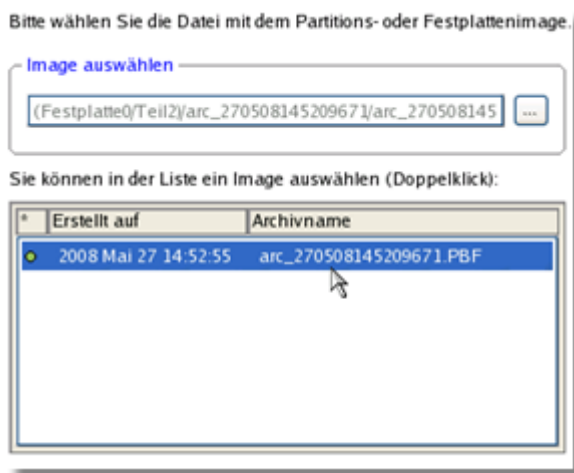 Bitte wählen Sie die Datei mit dem Partitions- oder Festplattenimage.
Image auswählen
(Festplatte0/Teil2)/arc_270508145209671/arc_270508145 ...
Sie können in der Liste ein Image auswählen (Doppelklick):
* Erstellt auf Archivname
2008 Mai 27 14:52:55 arc_270508145209671.PBF